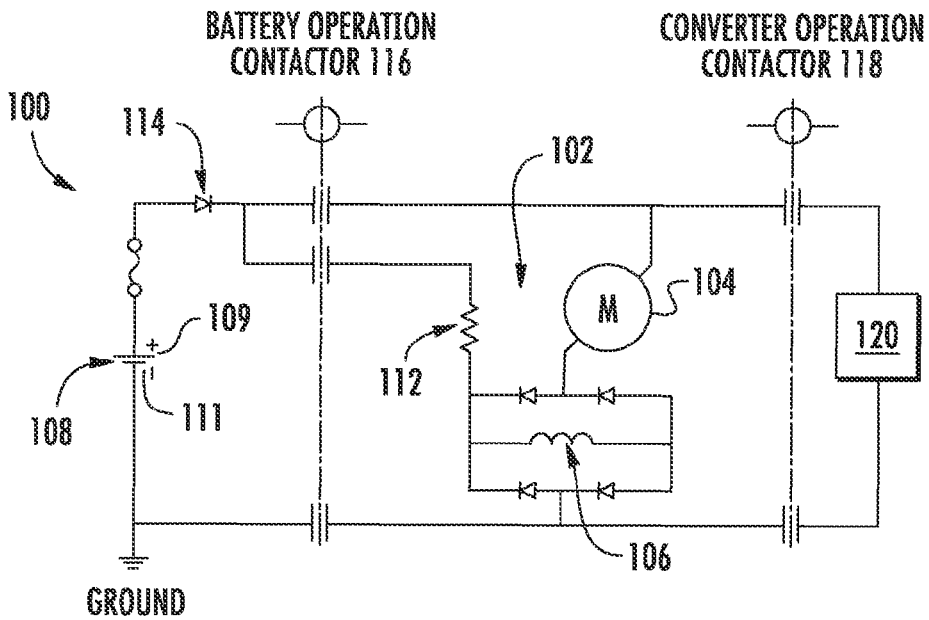 BATTERY OPERATION
CONTACTOR 116
CONVERTER OPERATION
CONTACTOR 118
100
114
102
104
M
109
+
120
112
108
-
111
106
GROUND